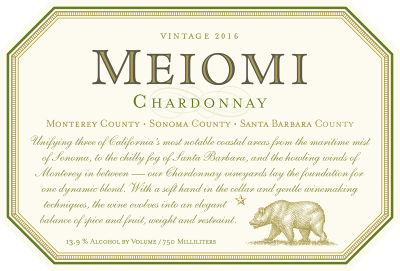 VINTAGE 2016
MEIOMI
CHARDONNAY
MONTEREY COUNTY · SONOMA COUNTY · SANTA BARBARA COUNTY
Unifying three of California's most notable coastal areas from the maritime mist
of Sonoma, to the chilly fog of Santa Barbara, and the howling winds of
Monterey in between — our Chardonnay vineyards lay the foundation for
one dynamic blend. With a soft hand in the cellar and gentle winemaking
techniques, the wine evolves into an elegant
balance of spice and fruit, weight and restraint.
13.9 % ALCOHOL BY VOLUME / 750 MILLILITERS